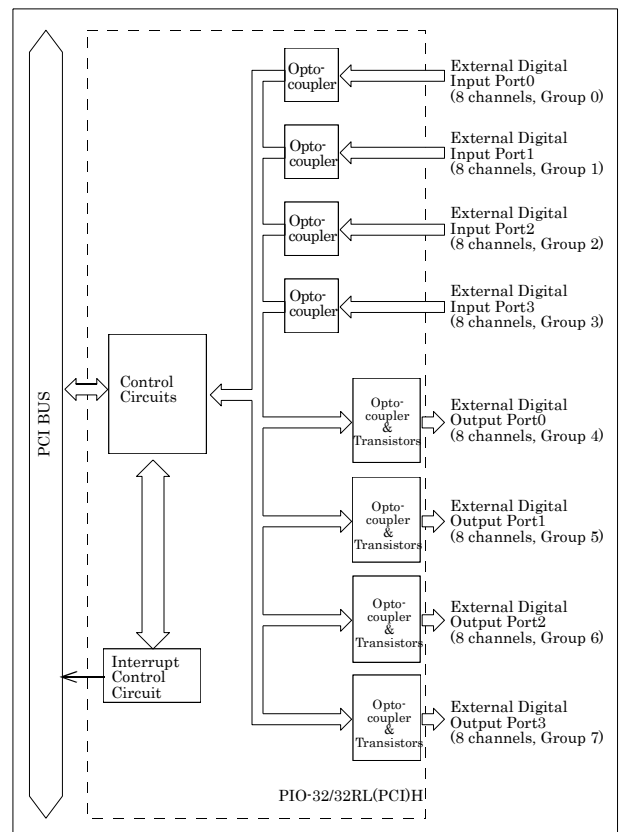 Opto-
coupler
External Digital
Input Port0
(8 channels, Group 0)
Opto-
coupler
External Digital
Input Port1
(8 channels, Group 1)
Opto-
coupler
External Digital
Input Port2
(8 channels, Group 2)
Opto-
coupler
External Digital
Input Port3
(8 channels, Group 3)
PCI BUS
Control
Circuits
Opto-
coupler
&
Transistors
External Digital
Output Port0
(8 channels, Group 4)
Opto-
coupler
&
Transistors
External Digital
Output Port1
(8 channels, Group 5)
Opto-
coupler
&
Transistors
External Digital
Output Port2
(8 channels, Group 6)
Interrupt
Control
Circuit
Opto-
coupler
&
Transistors
External Digital
Output Port3
(8 channels, Group 7)
PIO-32/32RL(PCI)H